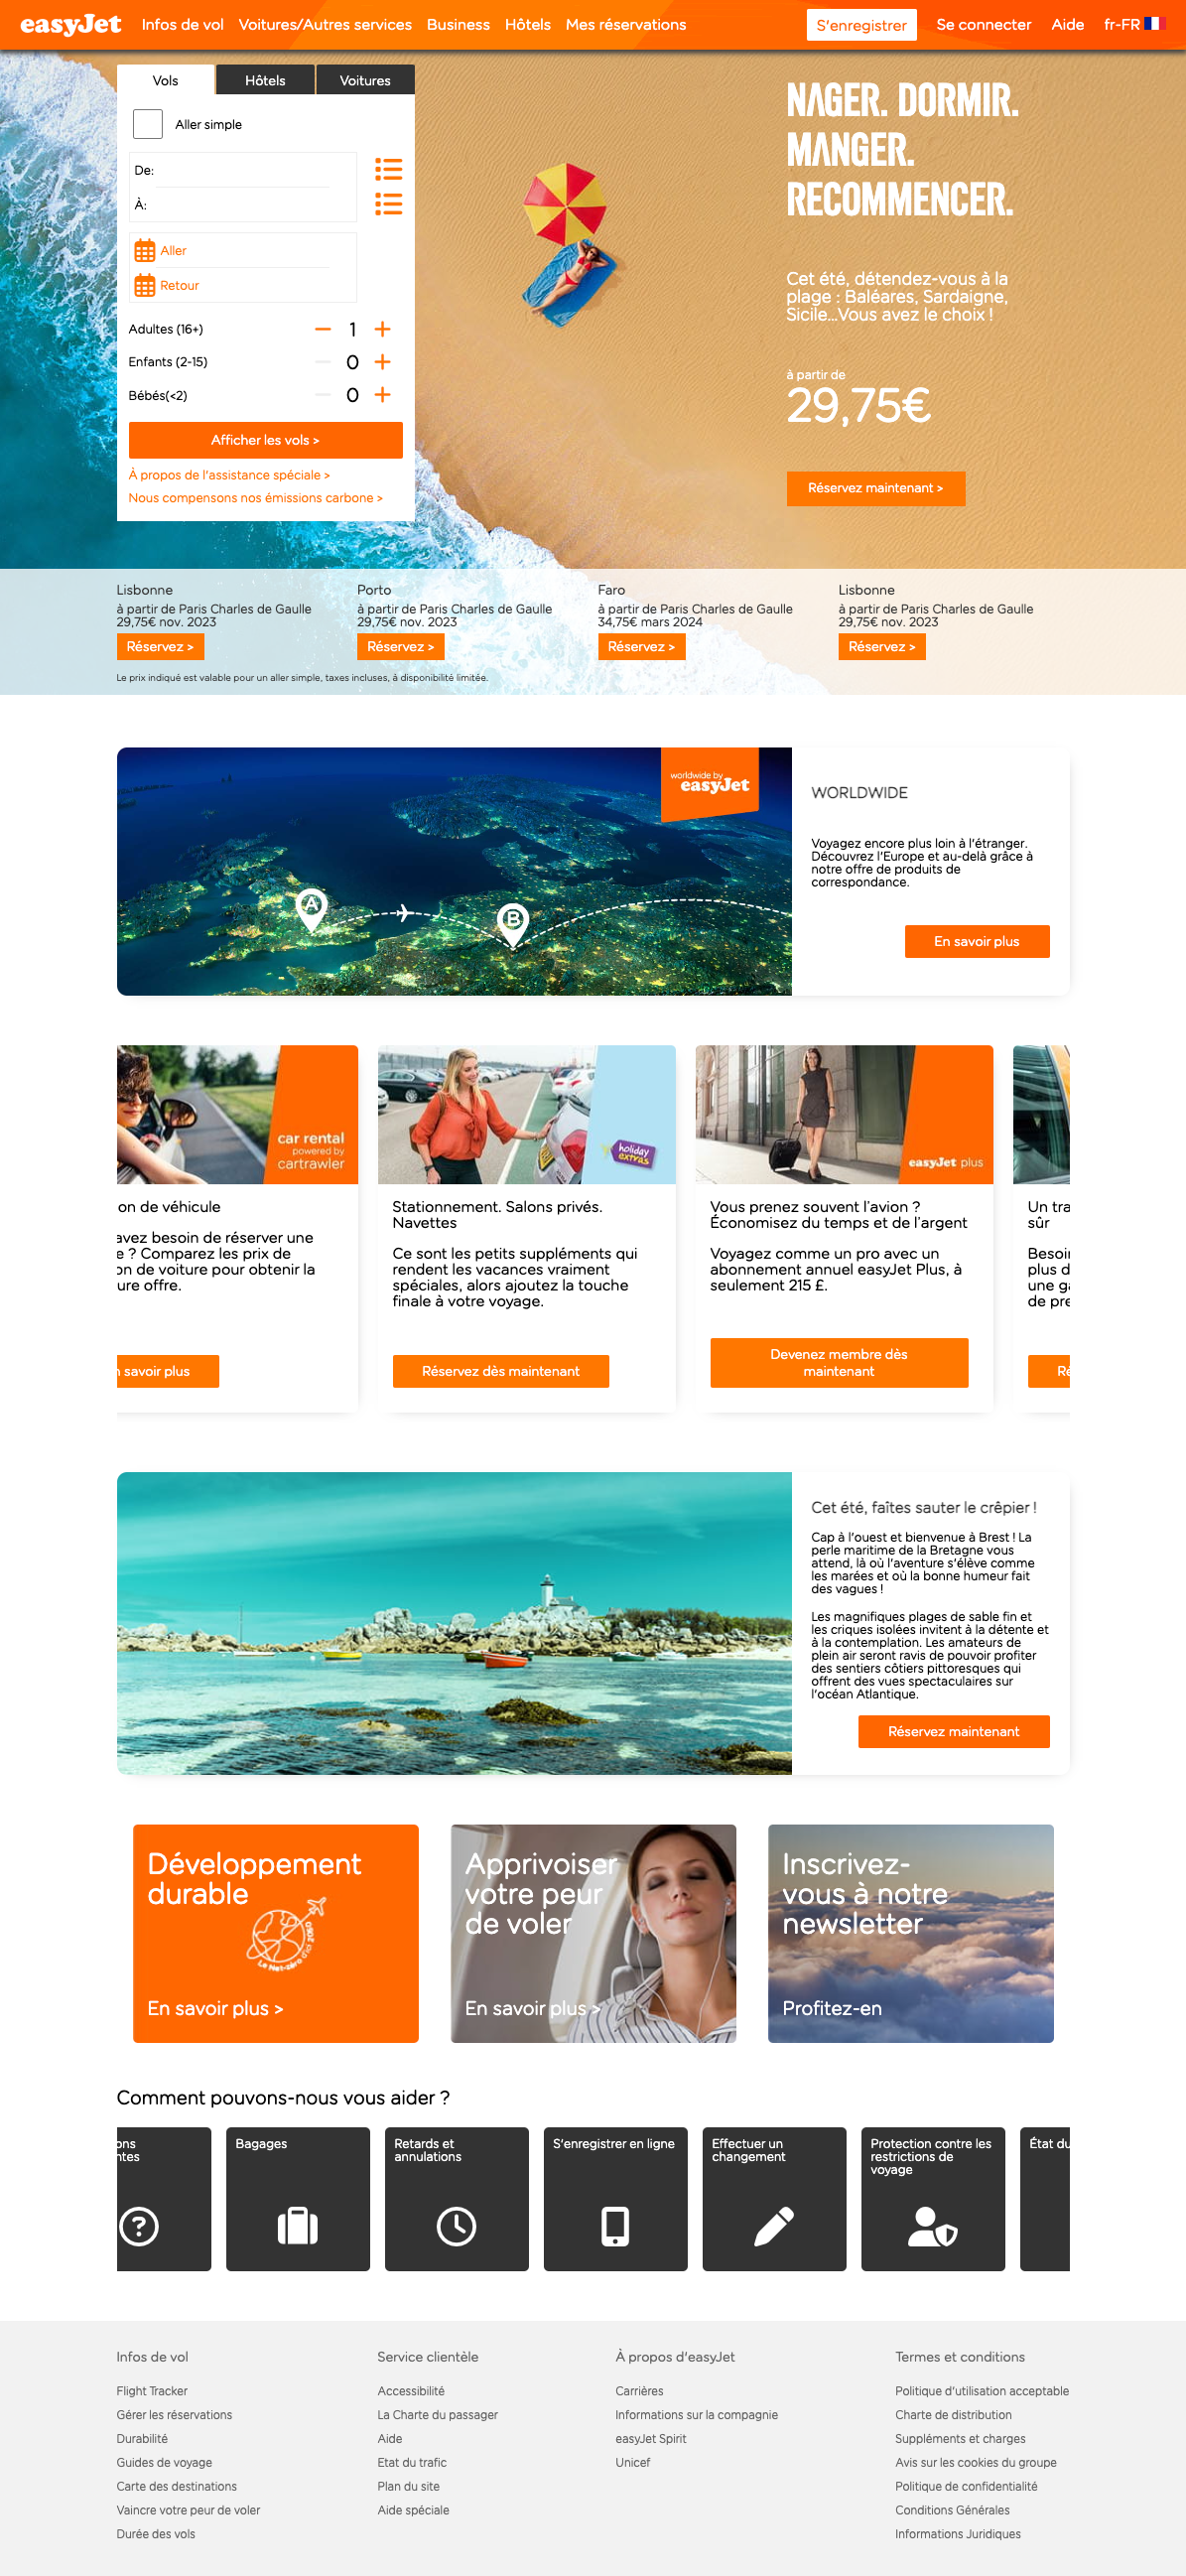 easyJet
Infos de vol
Voitures/Autres services
Business
Hôtels
Mes réservations
S'enregistrer
Se connecter
Aide
fr-FR
Vols
Hôtels
Voitures
Aller simple
De:
À:
Aller
Retour
Adultes (16+)
1
Enfants (2-15)
0
Bébés(<2)
0
Afficher les vols >
À propos de l'assistance spéciale >
Nous compensons nos émissions carbone >
NAGER. DORMIR.
MANGER.
RECOMMENCER.
Cet été, détendez-vous à la
plage : Baléares, Sardaigne,
Sicile...Vous avez le choix !
à partir de
29,75€
Réservez maintenant >
Lisbonne
à partir de Paris Charles de Gaulle
29,75€ nov. 2023
Réservez >
Porto
à partir de Paris Charles de Gaulle
29,75€ nov. 2023
Réservez >
Faro
à partir de Paris Charles de Gaulle
34,75€ mars 2024
Réservez >
Lisbonne
à partir de Paris Charles de Gaulle
29,75€ nov. 2023
Réservez >
Le prix indiqué est valable pour un aller simple, taxes incluses, à disponibilité limitée.
worldwide by
easyJet
A
B
WORLDWIDE
Voyagez encore plus loin à l'étranger.
Découvrez l'Europe et au-delà grâce à
notre offre de produits de
correspondance.
En savoir plus
car rental
powered by
cartrawler
on de véhicule
avez besoin de réserver une
e ? Comparez les prix de
on de voiture pour obtenir la
ure offre.
n savoir plus
holiday
extras
Stationnement. Salons privés.
Navettes
Ce sont les petits suppléments qui
rendent les vacances vraiment
spéciales, alors ajoutez la touche
finale à votre voyage.
Réservez dès maintenant
easyJet plus
Vous prenez souvent l'avion ?
Économisez du temps et de l'argent
Voyagez comme un pro avec un
abonnement annuel easyJet Plus, à
seulement 215 £.
Devenez membre dès
maintenant
Un tra
sûr
Besoin
plus d
une ga
de pre
Ré
Cet été, faîtes sauter le crêpier !
Cap à l'ouest et bienvenue à Brest ! La
perle maritime de la Bretagne vous
attend, là où l'aventure s'élève comme
les marées et où la bonne humeur fait
des vagues !
Les magnifiques plages de sable fin et
les criques isolées invitent à la détente et
à la contemplation. Les amateurs de
plein air seront ravis de pouvoir profiter
des sentiers côtiers pittoresques qui
offrent des vues spectaculaires sur
l'océan Atlantique.
Réservez maintenant
Développement
durable
En savoir plus >
Apprivoiser
votre peur
de voler
En savoir plus >
Inscrivez-
vous à notre
newsletter
Profitez-en
Comment pouvons-nous vous aider ?
ons
ntes
Bagages
Retards et
annulations
S'enregistrer en ligne
Effectuer un
changement
Protection contre les
restrictions de
voyage
État du
Infos de vol
Flight Tracker
Gérer les réservations
Durabilité
Guides de voyage
Carte des destinations
Vaincre votre peur de voler
Durée des vols
Service clientèle
Accessibilité
La Charte du passager
Aide
Etat du trafic
Plan du site
Aide spéciale
À propos d'easyJet
Carrières
Informations sur la compagnie
easyJet Spirit
Unicef
Termes et conditions
Politique d'utilisation acceptable
Charte de distribution
Suppléments et charges
Avis sur les cookies du groupe
Politique de confidentialité
Conditions Générales
Informations Juridiques